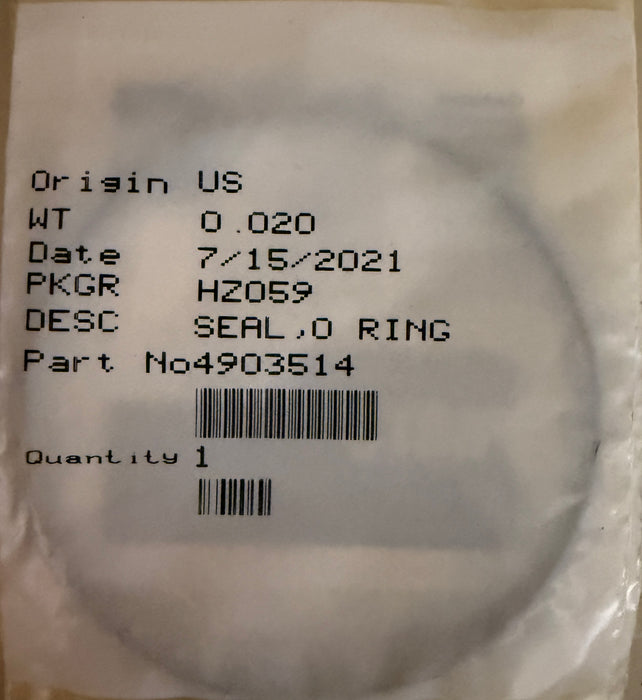 Origin US
WT 0.020
Date 7/15/2021
PKGR HZ059
DESC SEAL,O RING
Part No4903514
Quantity 1